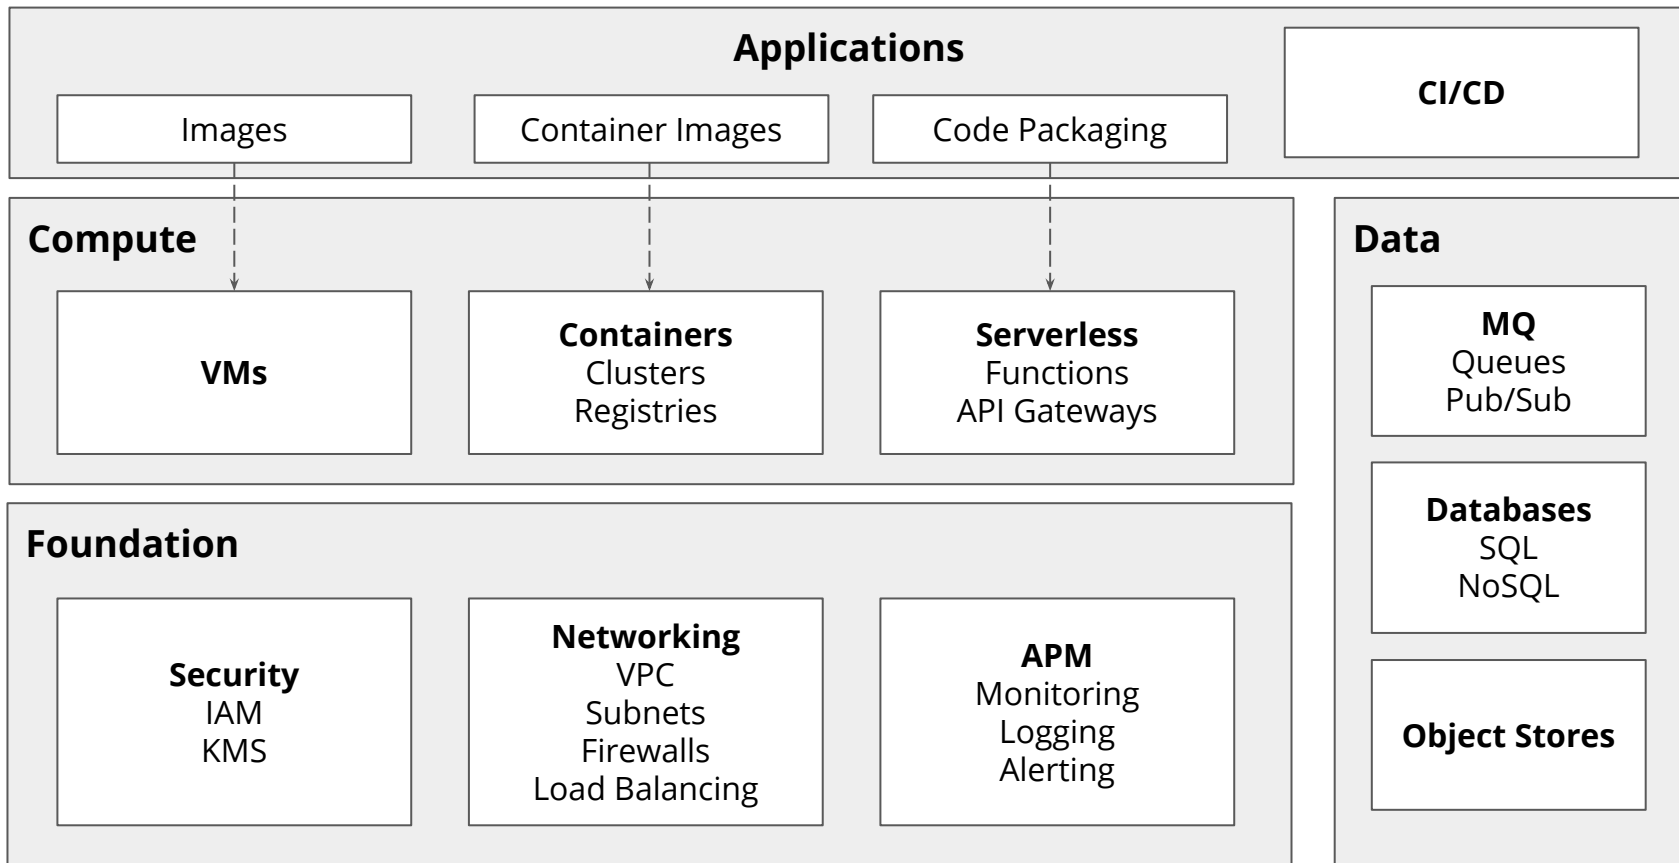 Applications
CI/CD
Images
Container Images
Code Packaging
Compute
VMs
Containers
Clusters
Registries
Serverless
Functions
API Gateways
Data
MQ
Queues
Pub/Sub
Databases
SQL
NoSQL
Object Stores
Foundation
Security
IAM
KMS
Networking
VPC
Subnets
Firewalls
Load Balancing
APM
Monitoring
Logging
Alerting